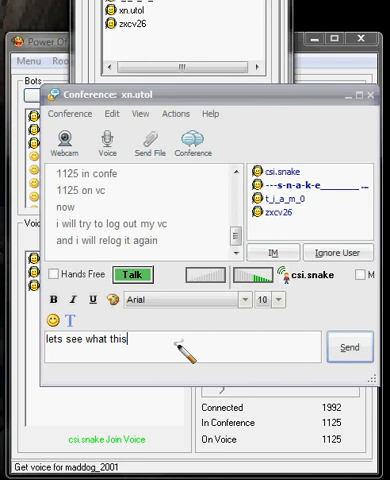 xn.utol
zxcv26
Power Of
Menu
Bots
Conference: xn.utol
Conference Edit View Actions Help
Webcam Voice Send File Conference
1125 in confe
1125 on vc
now
i will try to log out my vc
and i will relog it again
csi.snake
---s-n-a-k-e______ ...
t_j_a_m_0
zxcv26
IM Ignore User
Hands Free Talk csi.snake M
B I U Arial 10
T
lets see what this
Send
Connected 1992
In Conference 1125
On Voice 1125
csi.snake Join Voice
Get voice for maddog_2001